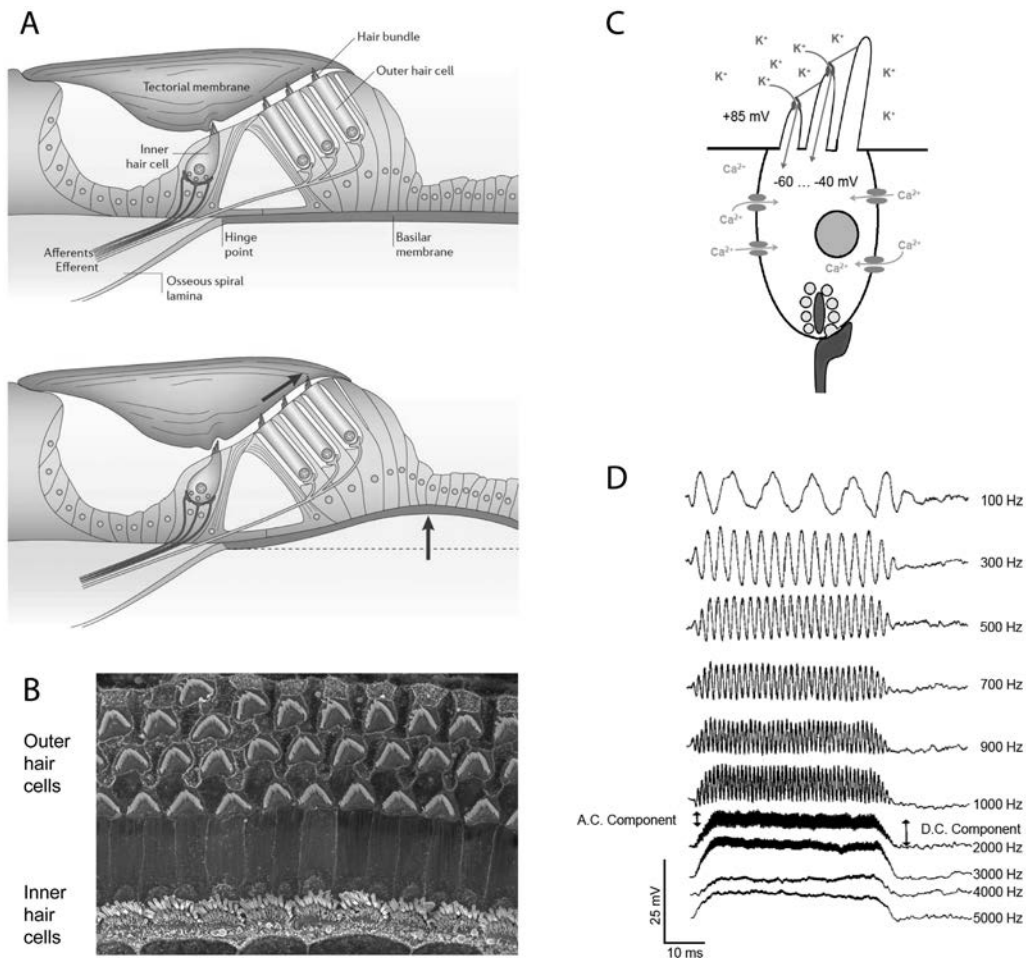 A
Hair bundle
Outer hair cell
Tectorial membrane
Inner
hair cell
Afferents
Efferent
Hinge
point
Basilar
membrane
Osseous spiral
lamina
B
Outer
hair
cells
Inner
hair
cells
C
K⁺
K⁺
K⁺
K⁺
K⁺
K⁺
K⁺
K⁺
K⁺
+85 mV
-60 ... -40 mV
Ca²⁺
Ca²⁺
Ca²⁺
Ca²⁺
Ca²⁺
Ca²⁺
D
100 Hz
300 Hz
500 Hz
700 Hz
900 Hz
1000 Hz
A.C. Component
D.C. Component
2000 Hz
3000 Hz
4000 Hz
5000 Hz
25 mV
10 ms